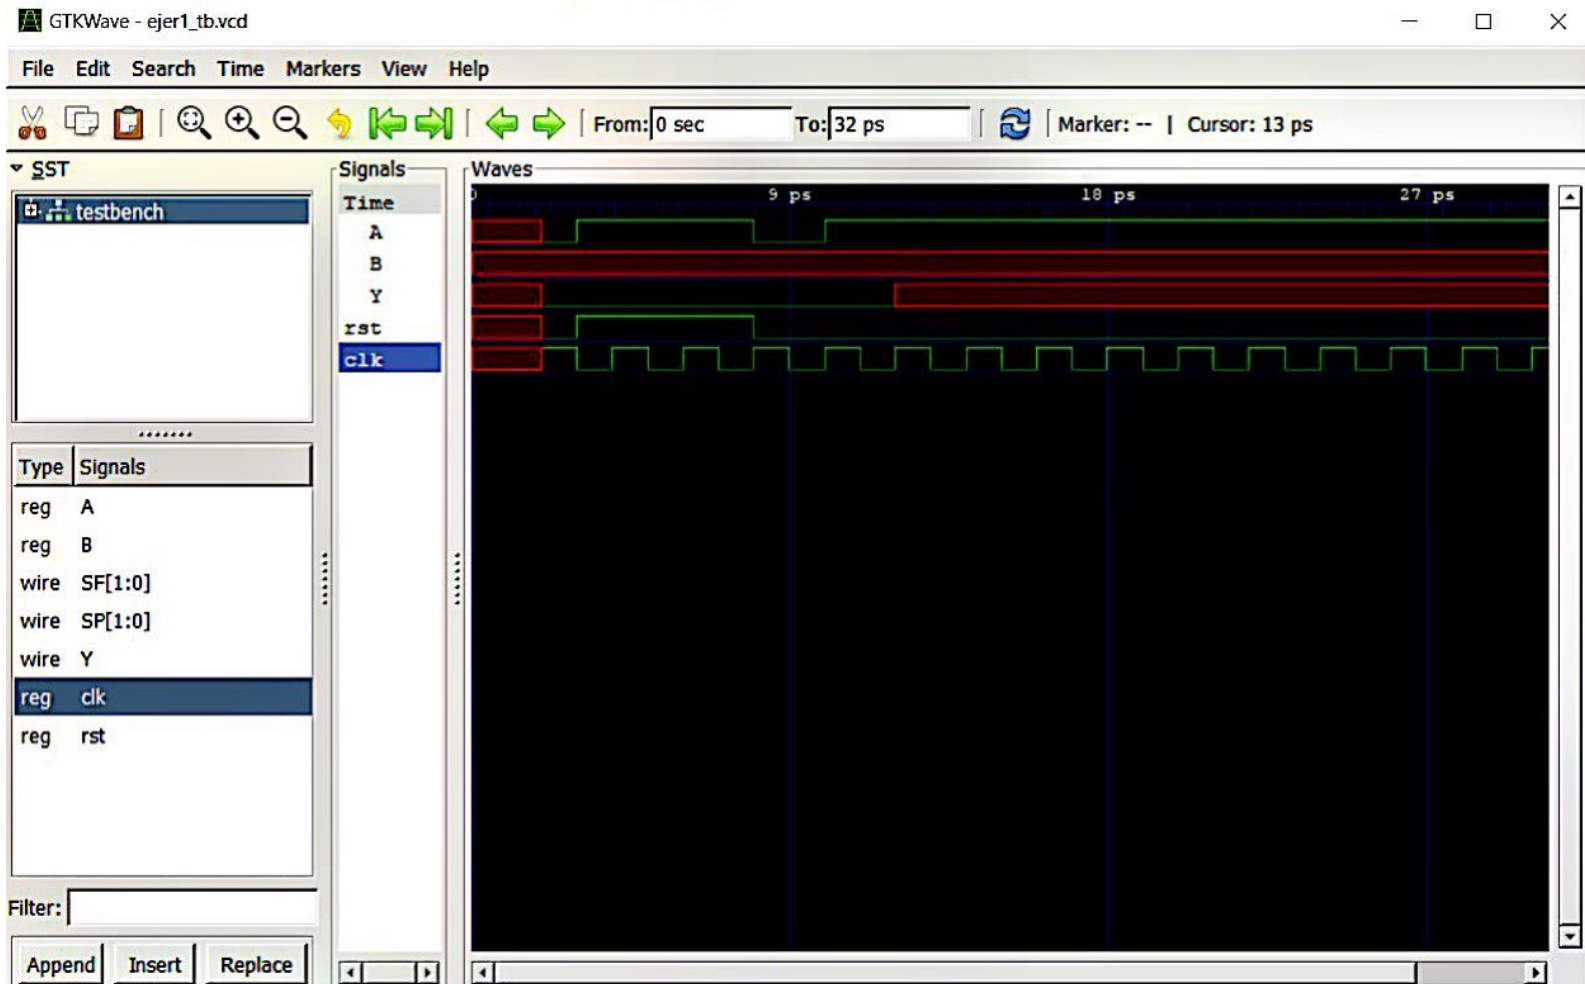 GTKWave - ejer1_tb.vcd
File Edit Search Time Markers View Help
From: 0 sec To: 32 ps Marker: -- | Cursor: 13 ps
SST
testbench
Type Signals
reg A
reg B
wire SF[1:0]
wire SP[1:0]
wire Y
reg clk
reg rst
Filter:
Append Insert Replace
Signals
Time
A
B
Y
rst
clk
Waves
9 ps 18 ps 27 ps